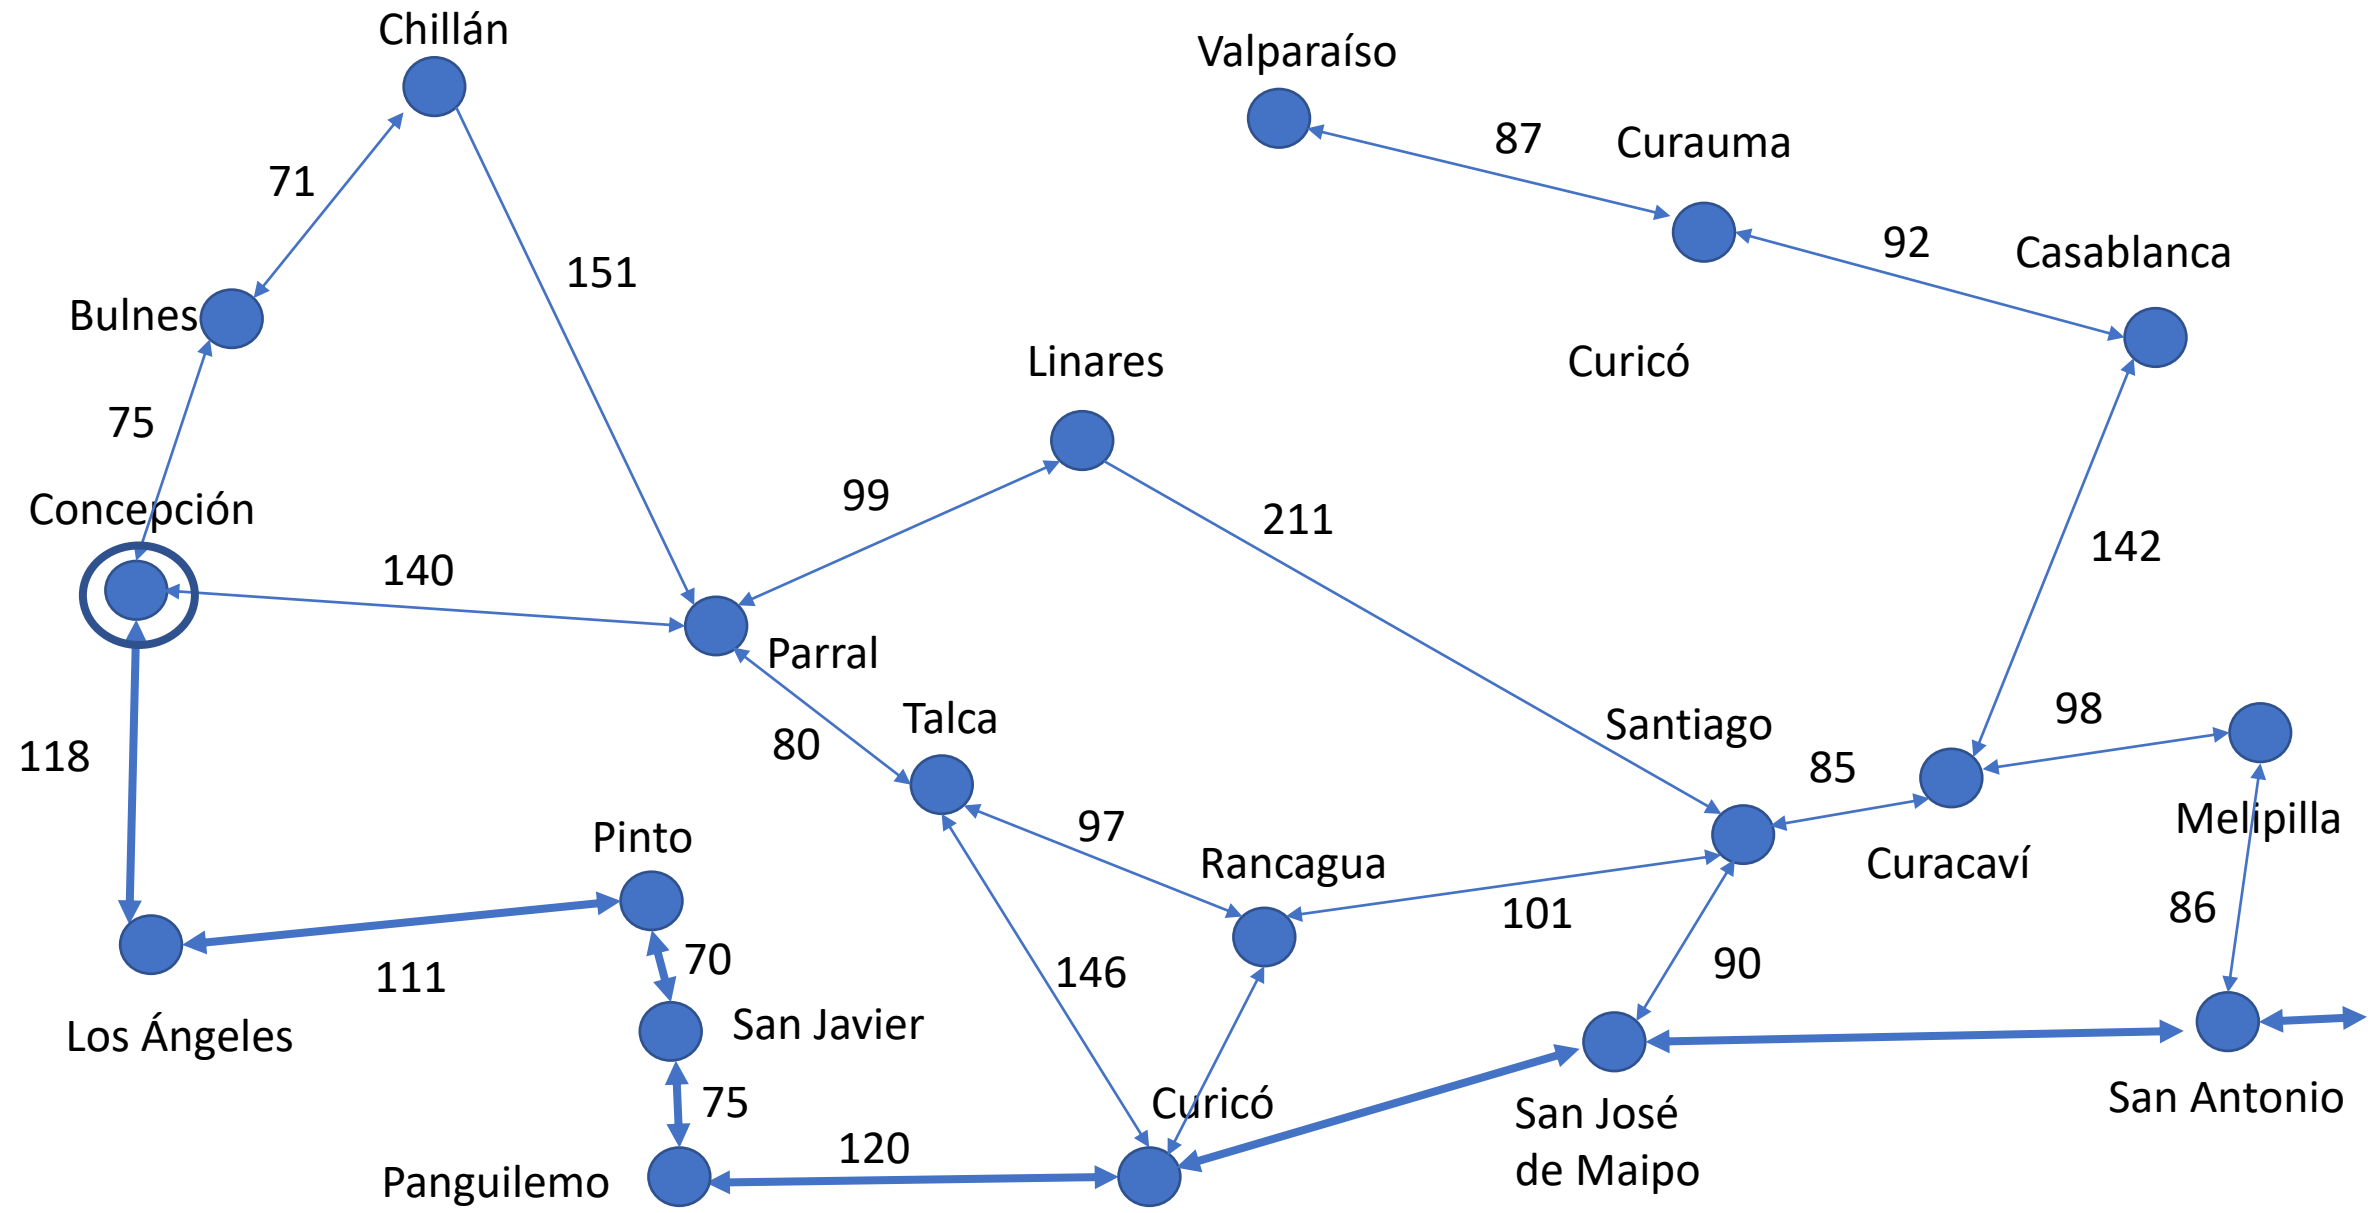 Chillán
Valparaíso
87
Curauma
71
92
Casablanca
151
Bulnes
Linares
Curicó
75
99
Concepción
211
142
140
Parral
Talca
98
Santiago
80
118
85
Melipilla
97
Pinto
Rancagua
Curacaví
86
101
70
90
146
111
San Javier
Los Ángeles
75
Curicó
San Antonio
San José
de Maipo
120
Panguilemo